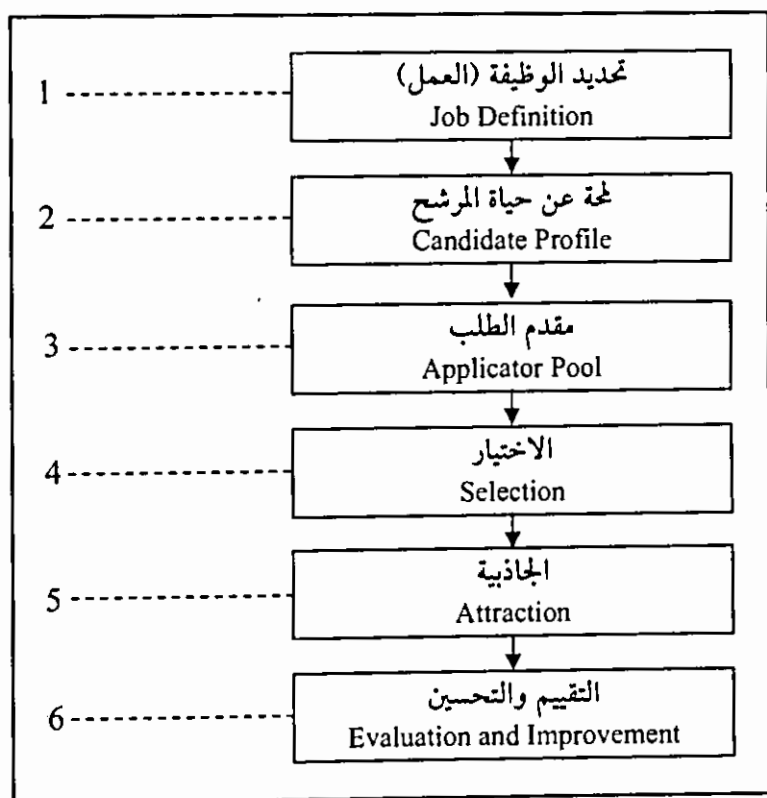 1
تحديد الوظيفة (العمل)
Job Definition
2
لمحة عن حياة المرشح
Candidate Profile
3
مقدم الطلب
Applicator Pool
4
الاختيار
Selection
5
الجاذبية
Attraction
6
التقييم والتحسين
Evaluation and Improvement